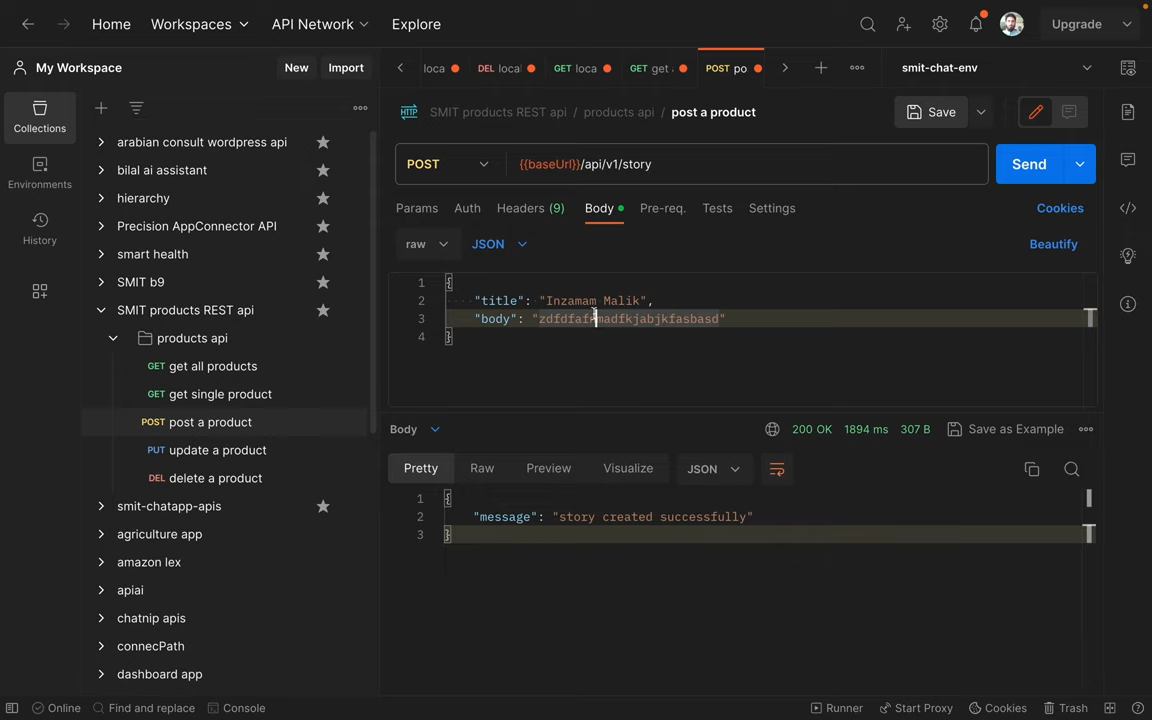 Home Workspaces API Network Explore Upgrade
My Workspace New Import loca DEL local GET loca GET get POST po smit-chat-env
Collections
Environments
History
arabian consult wordpress api
bilal ai assistant
hierarchy
Precision AppConnector API
smart health
SMIT b9
SMIT products REST api
products api
GET get all products
GET get single product
POST post a product
PUT update a product
DEL delete a product
smit-chatapp-apis
agriculture app
amazon lex
apiai
chatnip apis
connecPath
dashboard app
HTTP SMIT products REST api / products api / post a product Save
POST {{baseUrl}}/api/v1/story Send
Params Auth Headers (9) Body Pre-req. Tests Settings Cookies
raw JSON Beautify
1 {
2 "title": "Inzamam Malik",
3 "body":
4 }
Body 200 OK 1894 ms 307 B Save as Example
Pretty Raw Preview Visualize JSON
1 {
2 "message": "story created successfully"
3 }
Online Find and replace Console Runner Start Proxy Cookies Trash